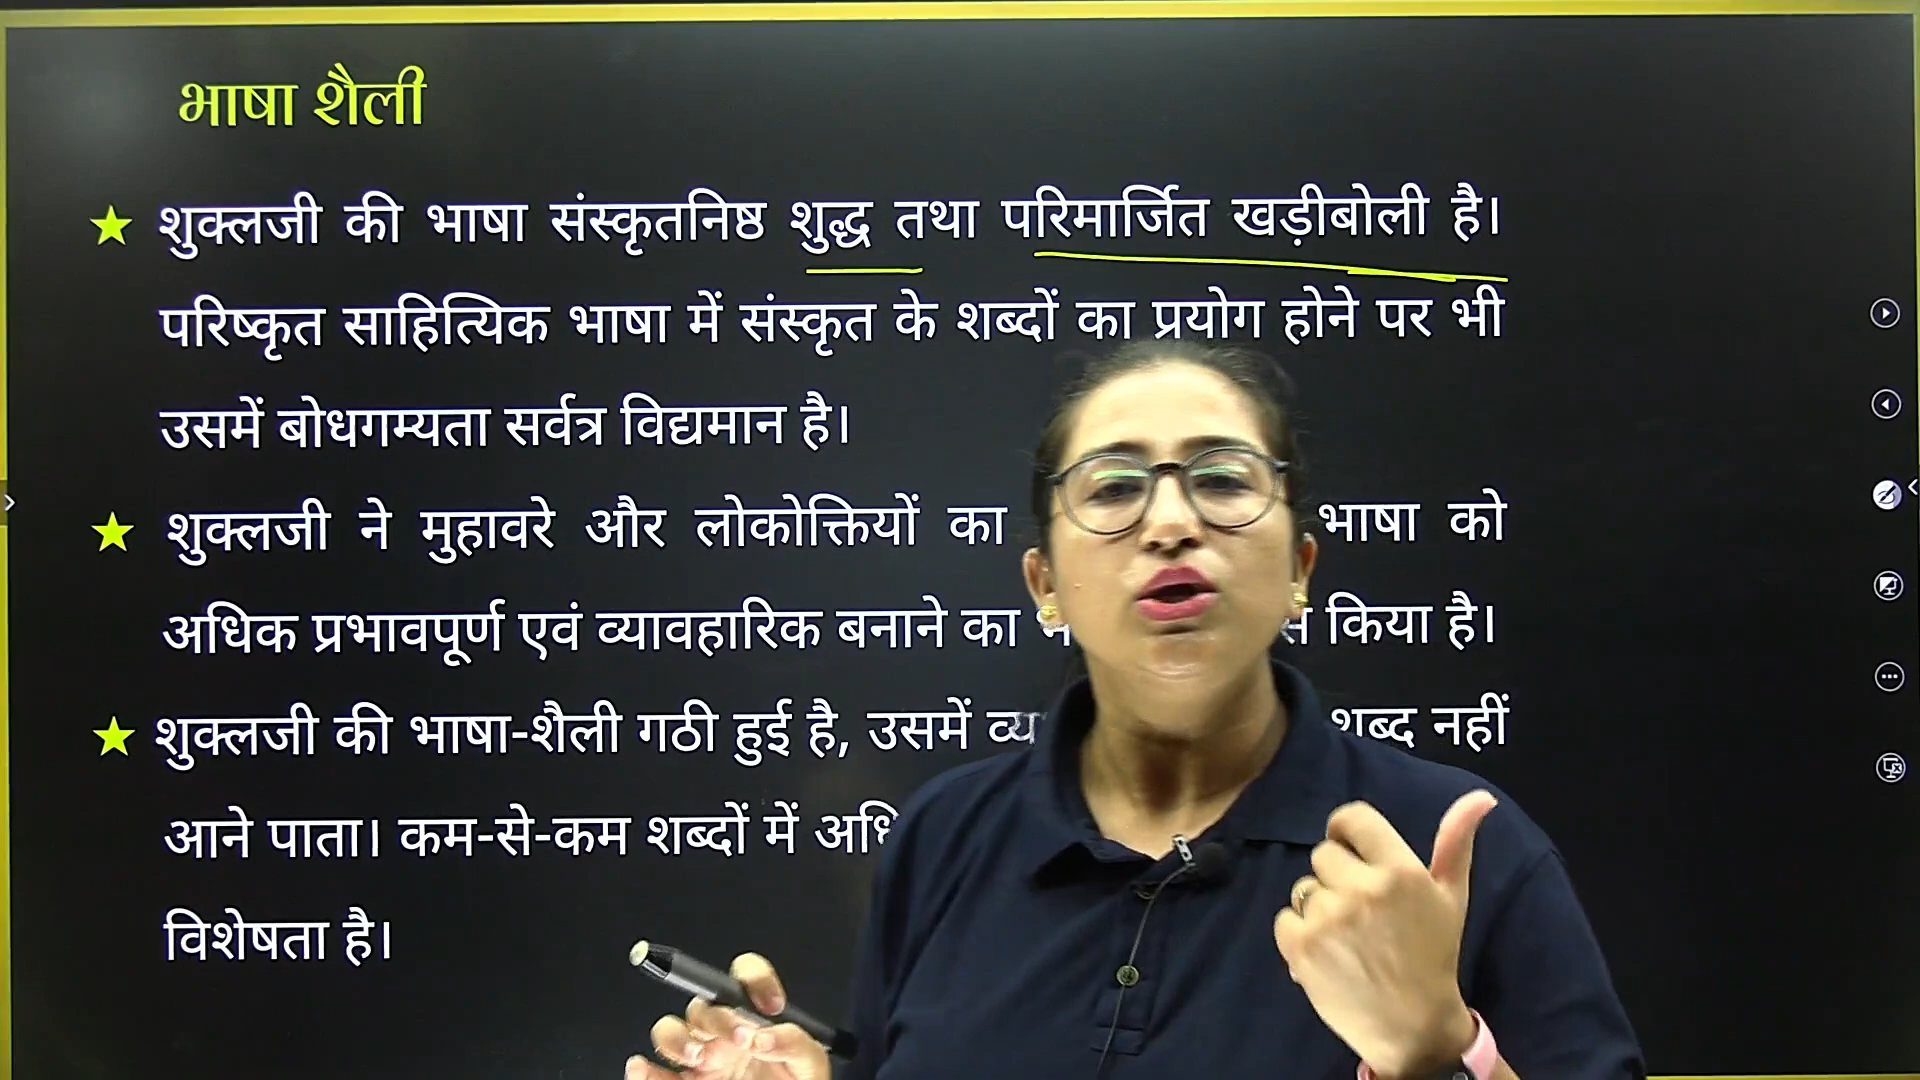 भाषा शैली
★ शुक्लजी की भाषा संस्कृतनिष्ठ शुद्ध तथा परिमार्जित खड़ीबोली है।
परिष्कृत साहित्यिक भाषा में संस्कृत के शब्दों का प्रयोग होने पर भी
उसमें बोधगम्यता सर्वत्र विद्यमान है।
★ शुक्लजी ने मुहावरे और लोकोक्तियों का भाषा को
अधिक प्रभावपूर्ण एवं व्यावहारिक बनाने का किया है।
★ शुक्लजी की भाषा-शैली गठी हुई है, उसमें शब्द नहीं
आने पाता। कम-से-कम शब्दों में
विशेषता है।